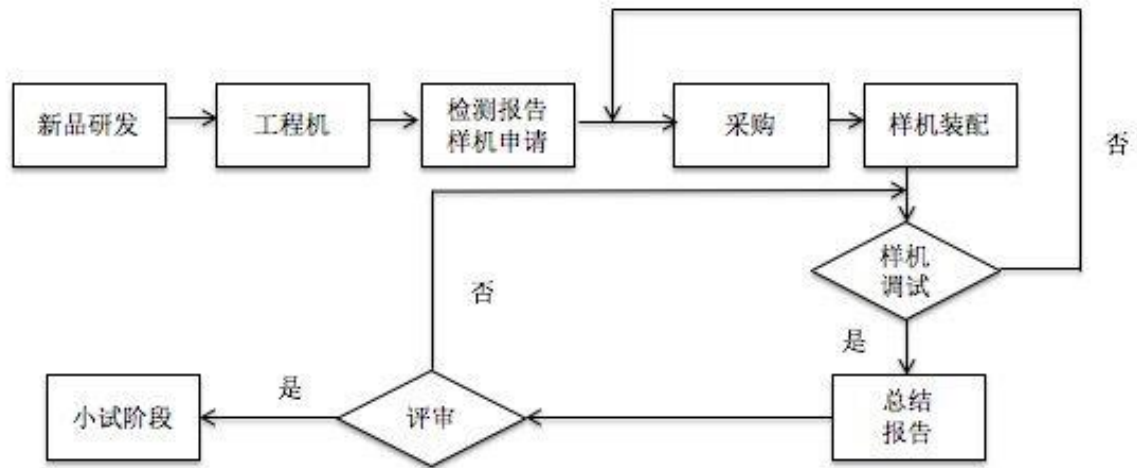 新品研发
工程机
检测报告
样机申请
采购
样机装配
否
样机
调试
否
是
小试阶段
是
评审
总结
报告